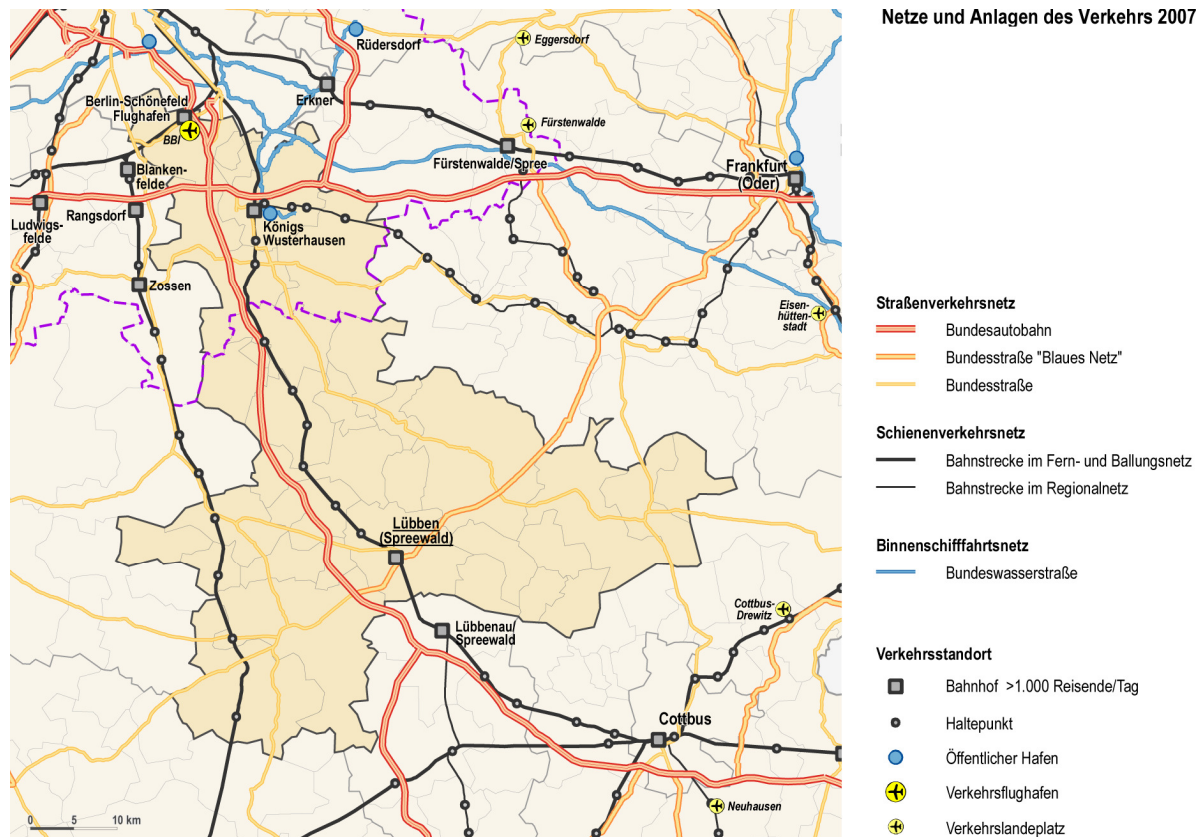 Netze und Anlagen des Verkehrs 2007
Eggersdorf
Rüdersdorf
Erkner
Berlin-Schönefeld
Flughafen
BBI
Fürstenwalde
Fürstenwalde/Spree
Frankfurt
(Oder)
Blanken-
felde
Ludwigs-
felde
Rangsdorf
Königs
Wusterhausen
Zossen
Eisen-
hütten-
stadt
Lübben
(Spreewald)
Lübbenau/
Spreewald
Cottbus-
Drewitz
Cottbus
Neuhausen
0 5 10 km
Straßenverkehrsnetz
Bundesautobahn
Bundesstraße "Blaues Netz"
Bundesstraße
Schienenverkehrsnetz
Bahnstrecke im Fern- und Ballungsnetz
Bahnstrecke im Regionalnetz
Binnenschifffahrtsnetz
Bundeswasserstraße
Verkehrsstandort
Bahnhof >1.000 Reisende/Tag
Haltepunkt
Öffentlicher Hafen
Verkehrsflughafen
Verkehrslandeplatz